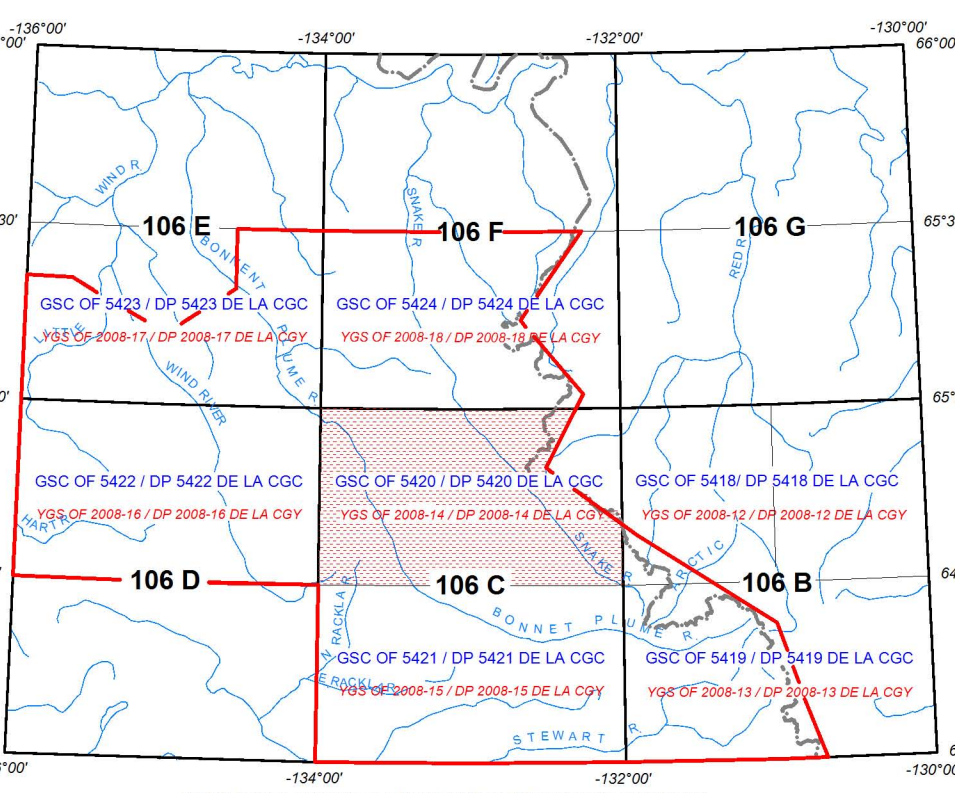 -136°00'
-134°00'
-132°00'
-130°00'
°00'
66°00'
WIND R.
SNAKE R
RED R
30'
106 E
106 F
106 G
65°3
BONNENT PLUME R.
GSC OF 5423 / DP 5423 DE LA CGC
GSC OF 5424 / DP 5424 DE LA CGC
LITTLE
YGS OF 2008-17 / DP 2008-17 DE LA CGY
YGS OF 2008-18 / DP 2008-18 DE LA CGY
WIND RIVER
0'
65°
GSC OF 5422 / DP 5422 DE LA CGC
GSC OF 5420 / DP 5420 DE LA CGC
GSC OF 5418/ DP 5418 DE LA CGC
YGS OF 2008-16 / DP 2008-16 DE LA CGY
YGS OF 2008-14 / DP 2008-14 DE LA CGY
YGS OF 2008-12 / DP 2008-12 DE LA CGY
HART R
SNAKE R.
ARCTIC
106 D
106 C
106 B
64
N RACKLA R.
BONNET PLUME R.
GSC OF 5421 / DP 5421 DE LA CGC
GSC OF 5419 / DP 5419 DE LA CGC
E RACKLA R.
YGS OF 2008-15 / DP 2008-15 DE LA CGY
YGS OF 2008-13 / DP 2008-13 DE LA CGY
STEWART R.
6
°00'
-134°00'
-132°00'
-130°00'